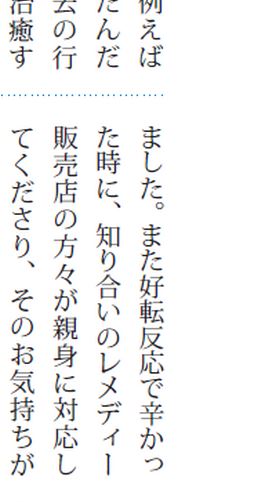 例えば
たんだ
去の行
治癒す
ました。また好転反応で辛かっ
た時に、知り合いのレメディー
販売店の方々が親身に対応し
てくださり、そのお気持ちが